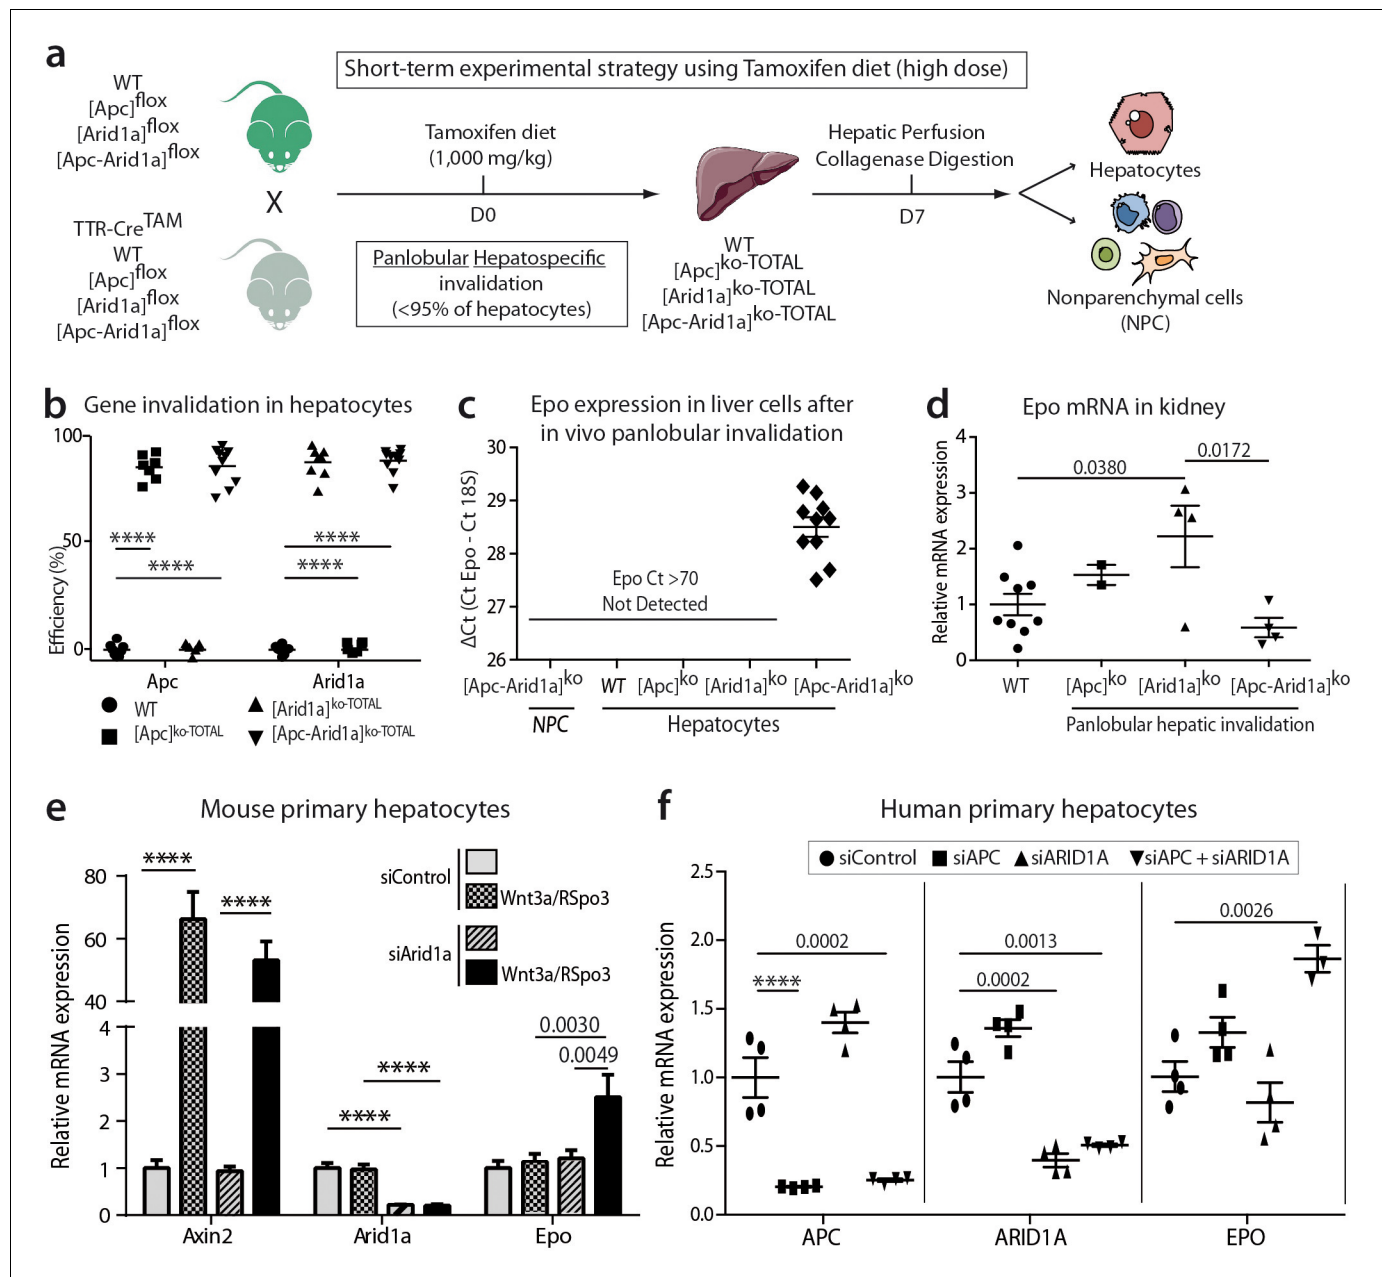 a
Short-term experimental strategy using Tamoxifen diet (high dose)
WT
[Apc]flox
[Arid1a]flox
[Apc-Arid1a]flox
X
TTR-CreTAM
WT
[Apc]flox
[Arid1a]flox
[Apc-Arid1a]flox
Tamoxifen diet
(1,000 mg/kg)
D0
Panlobular Hepatospecific
invalidation
(<95% of hepatocytes)
WT
[Apc]ko-TOTAL
[Arid1a]ko-TOTAL
[Apc-Arid1a]ko-TOTAL
Hepatic Perfusion
Collagenase Digestion
D7
Hepatocytes
Nonparenchymal cells
(NPC)
b
Gene invalidation in hepatocytes
Efficiency (%)
100
50
0
****
****
****
****
Apc
Arid1a
WT
[Apc]ko-TOTAL
[Arid1a]ko-TOTAL
[Apc-Arid1a]ko-TOTAL
c
Epo expression in liver cells after
in vivo panlobular invalidation
ΔCt (Ct Epo - Ct 18S)
30
29
28
27
26
Epo Ct >70
Not Detected
[Apc-Arid1a]ko
WT
[Apc]ko
[Arid1a]ko
[Apc-Arid1a]ko
NPC
Hepatocytes
d
Epo mRNA in kidney
Relative mRNA expression
4
3
2
1
0
0.0380
0.0172
WT
[Apc]ko
[Arid1a]ko
[Apc-Arid1a]ko
Panlobular hepatic invalidation
e
Mouse primary hepatocytes
Relative mRNA expression
80
60
40
4
3
2
1
0
****
****
****
****
0.0030
0.0049
siControl
Wnt3a/RSpo3
siArid1a
Wnt3a/RSpo3
Axin2
Arid1a
Epo
f
Human primary hepatocytes
siControl
siAPC
siARID1A
siAPC + siARID1A
Relative mRNA expression
2.5
2.0
1.5
1.0
0.5
0.0
0.0002
****
0.0013
0.0002
0.0026
APC
ARID1A
EPO